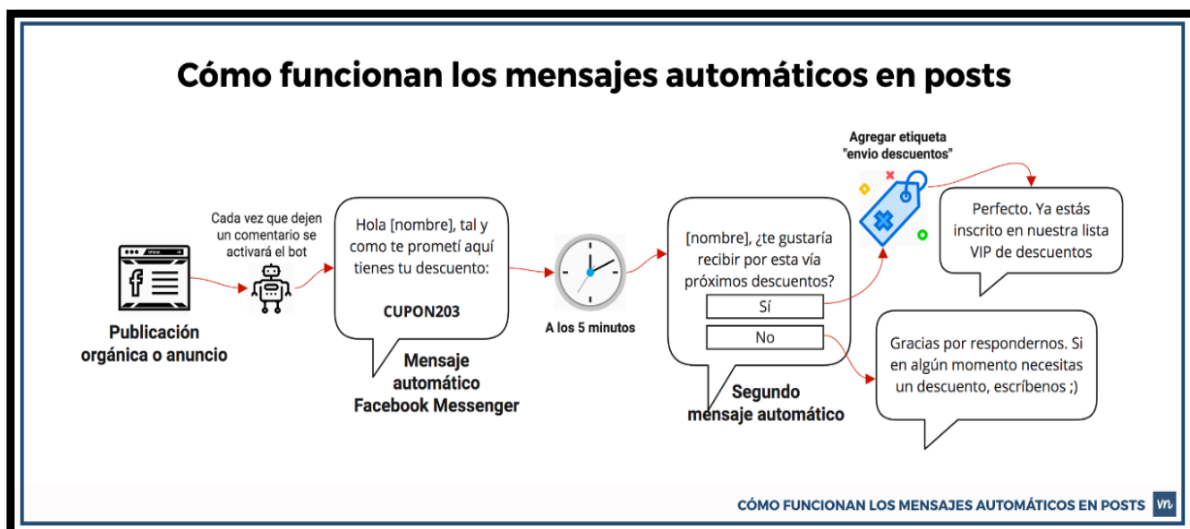 Cómo funcionan los mensajes automáticos en posts
Publicación
orgánica o anuncio
Cada vez que dejen
un comentario se
activará el bot
Hola [nombre], tal y
como te prometí aquí
tienes tu descuento:
CUPON203
Mensaje
automático
Facebook Messenger
A los 5 minutos
[nombre], ¿te gustaría
recibir por esta vía
próximos descuentos?
Sí
No
Segundo
mensaje automático
Agregar etiqueta
"envio descuentos"
Perfecto. Ya estás
inscrito en nuestra lista
VIP de descuentos
Gracias por respondernos. Si
en algún momento necesitas
un descuento, escríbenos ;)
CÓMO FUNCIONAN LOS MENSAJES AUTOMÁTICOS EN POSTS
vn